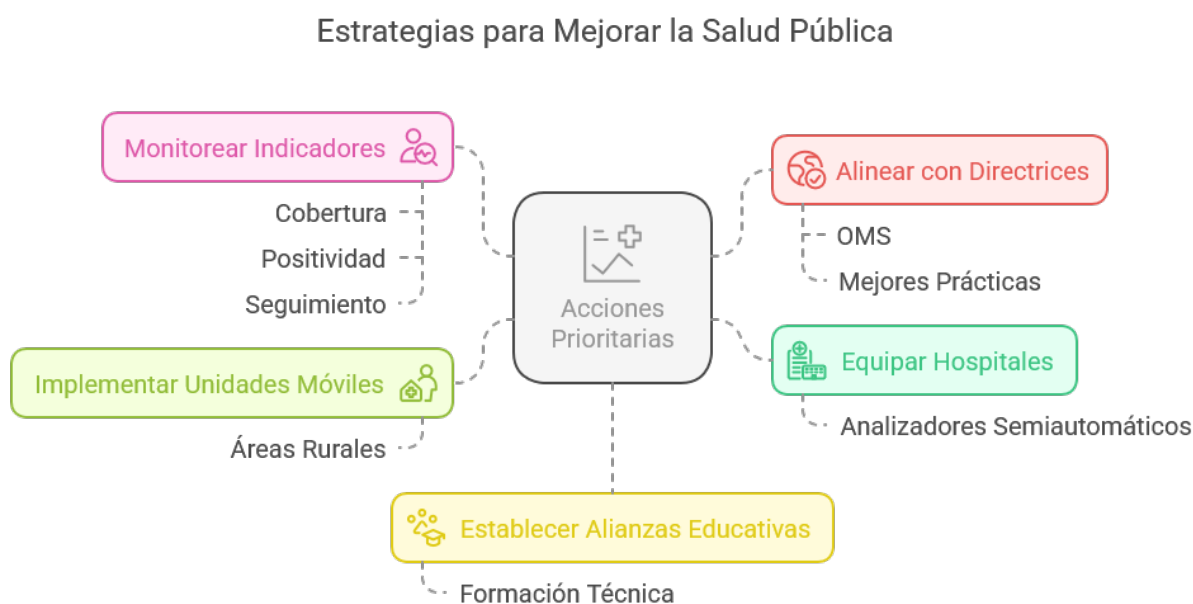 Estrategias para Mejorar la Salud Pública
Monitorear Indicadores
Cobertura
Positividad
Seguimiento
Implementar Unidades Móviles
Áreas Rurales
Acciones
Prioritarias
Alinear con Directrices
OMS
Mejores Prácticas
Equipar Hospitales
Analizadores Semiautomáticos
Establecer Alianzas Educativas
Formación Técnica